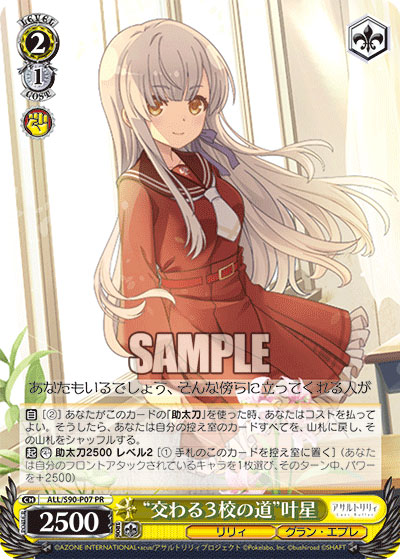 LEVEL
2
1
COST
SAMPLE
あなたもいるでしょう、そんな傍らに立ってくれる人が
自 [②] あなたがこのカードの「助太刀」を使った時、あなたはコストを払って
よい。そうしたら、あなたは自分の控え室のカードすべてを、山札に戻し、そ
の山札をシャッフルする。
起 助太刀2500 レベル2 [① 手札のこのカードを控え室に置く] (あなた
は自分のフロントアタックされているキャラを1枚選び、そのターン中、パワー
を+2500)
ALL/S90-P07 PR
2500
“交わる3校の道”叶星
アサルトリリィ
リリィ
グラン・エプレ
©AZONE INTERNATIONAL・acus/アサルトリリィプロジェクト ©Pokelabo, Inc. ©bushiroad ©SHAFT